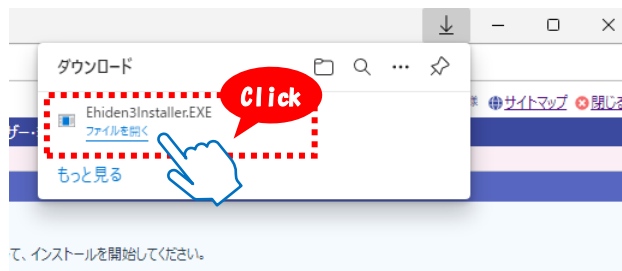 ダウンロード
Click
Ehiden3Installer.EXE
ファイルを開く
もっと見る
サイトマップ
閉じる
ザー・
て、インストールを開始してください。